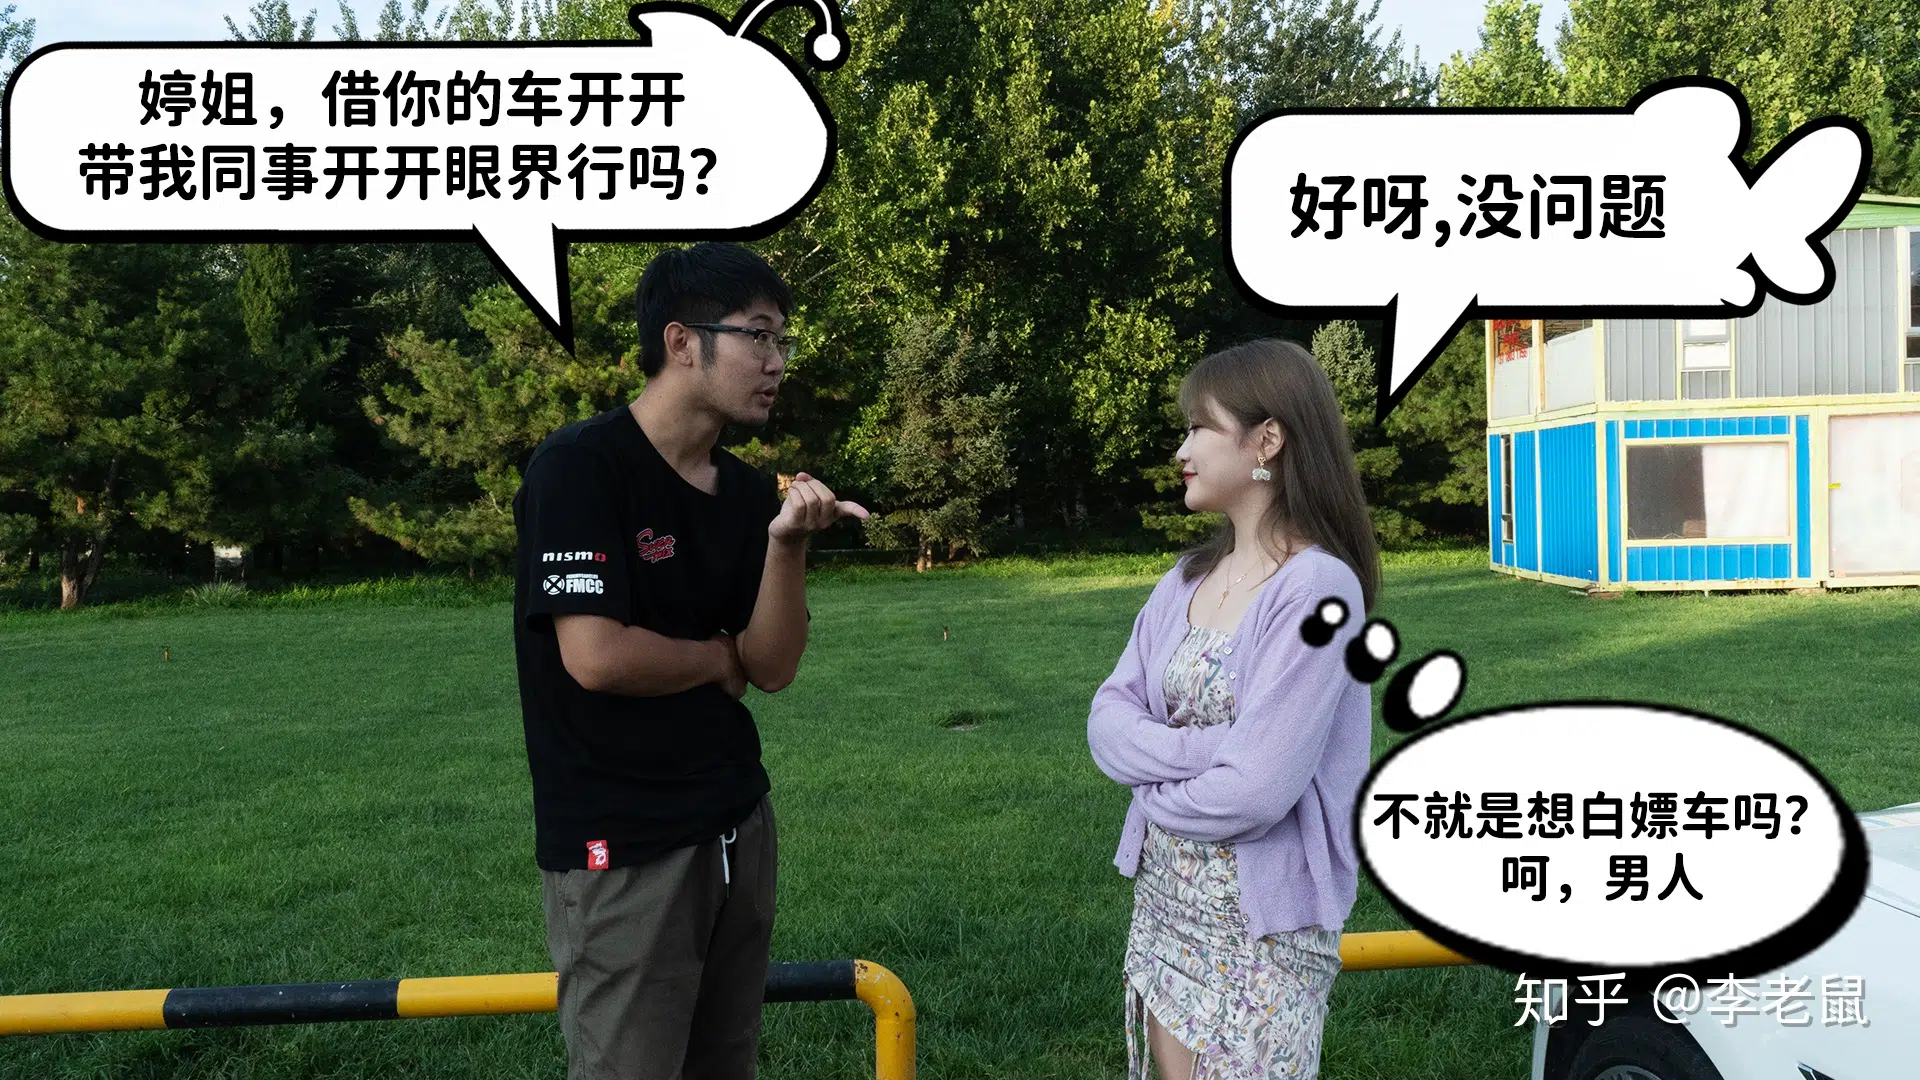 婷姐，借你的车开开
带我同事开开眼界行吗？
好呀,没问题
nismo
FMCC
不就是想白嫖车吗？
呵，男人
知乎 @李老鼠